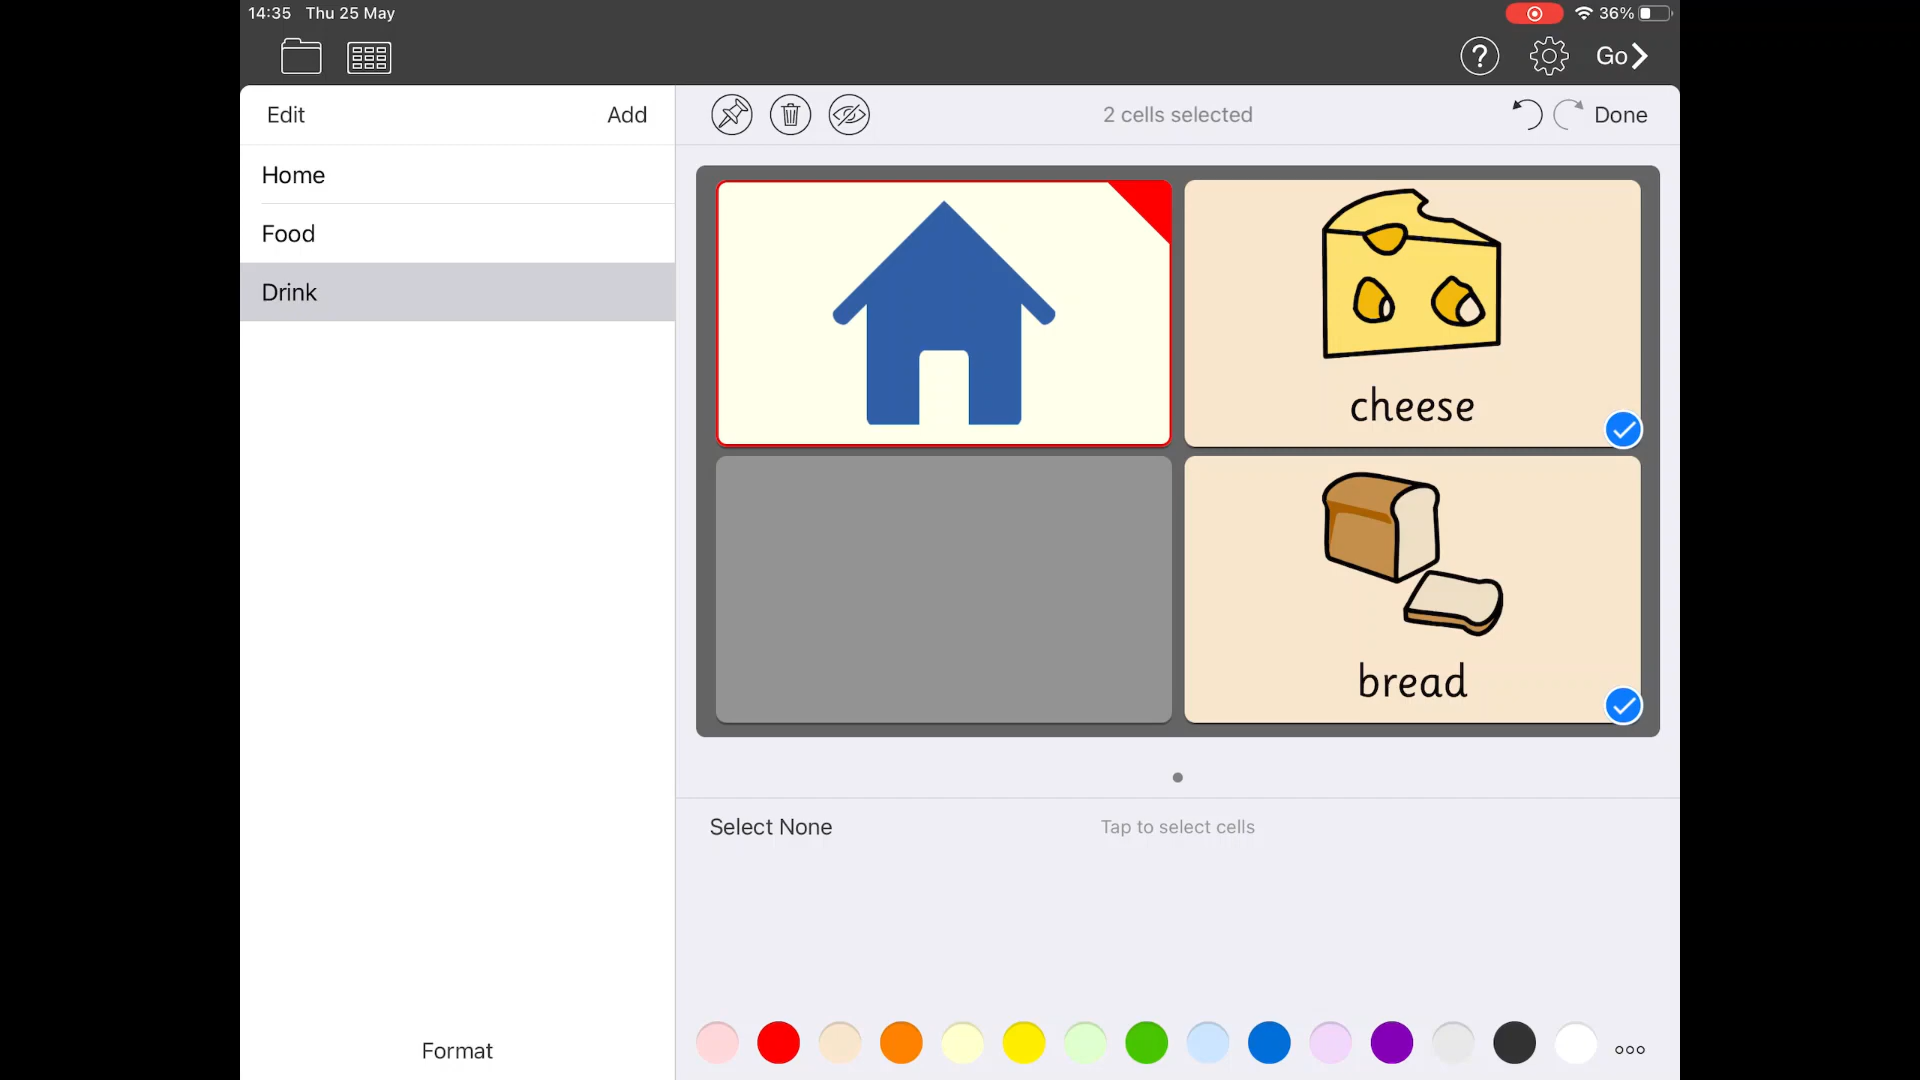 14:35 Thu 25 May
36%
? Go
Edit Add
2 cells selected
Done
Home
Food
Drink
cheese
bread
Select None
Tap to select cells
Format